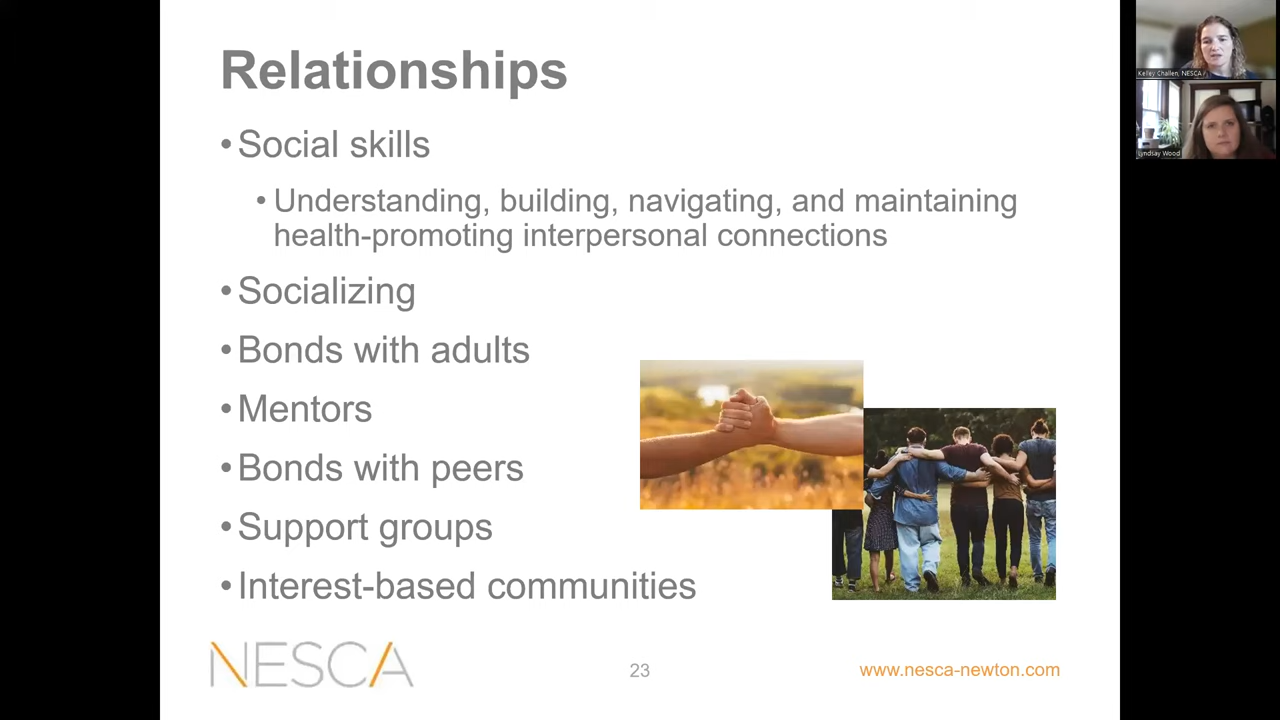 Relationships
• Social skills
• Understanding, building, navigating, and maintaining
health-promoting interpersonal connections
• Socializing
• Bonds with adults
• Mentors
• Bonds with peers
• Support groups
• Interest-based communities
NESCA
23
www.nesca-newton.com
Kelley Challen, NESCA
Lyndsay Wood